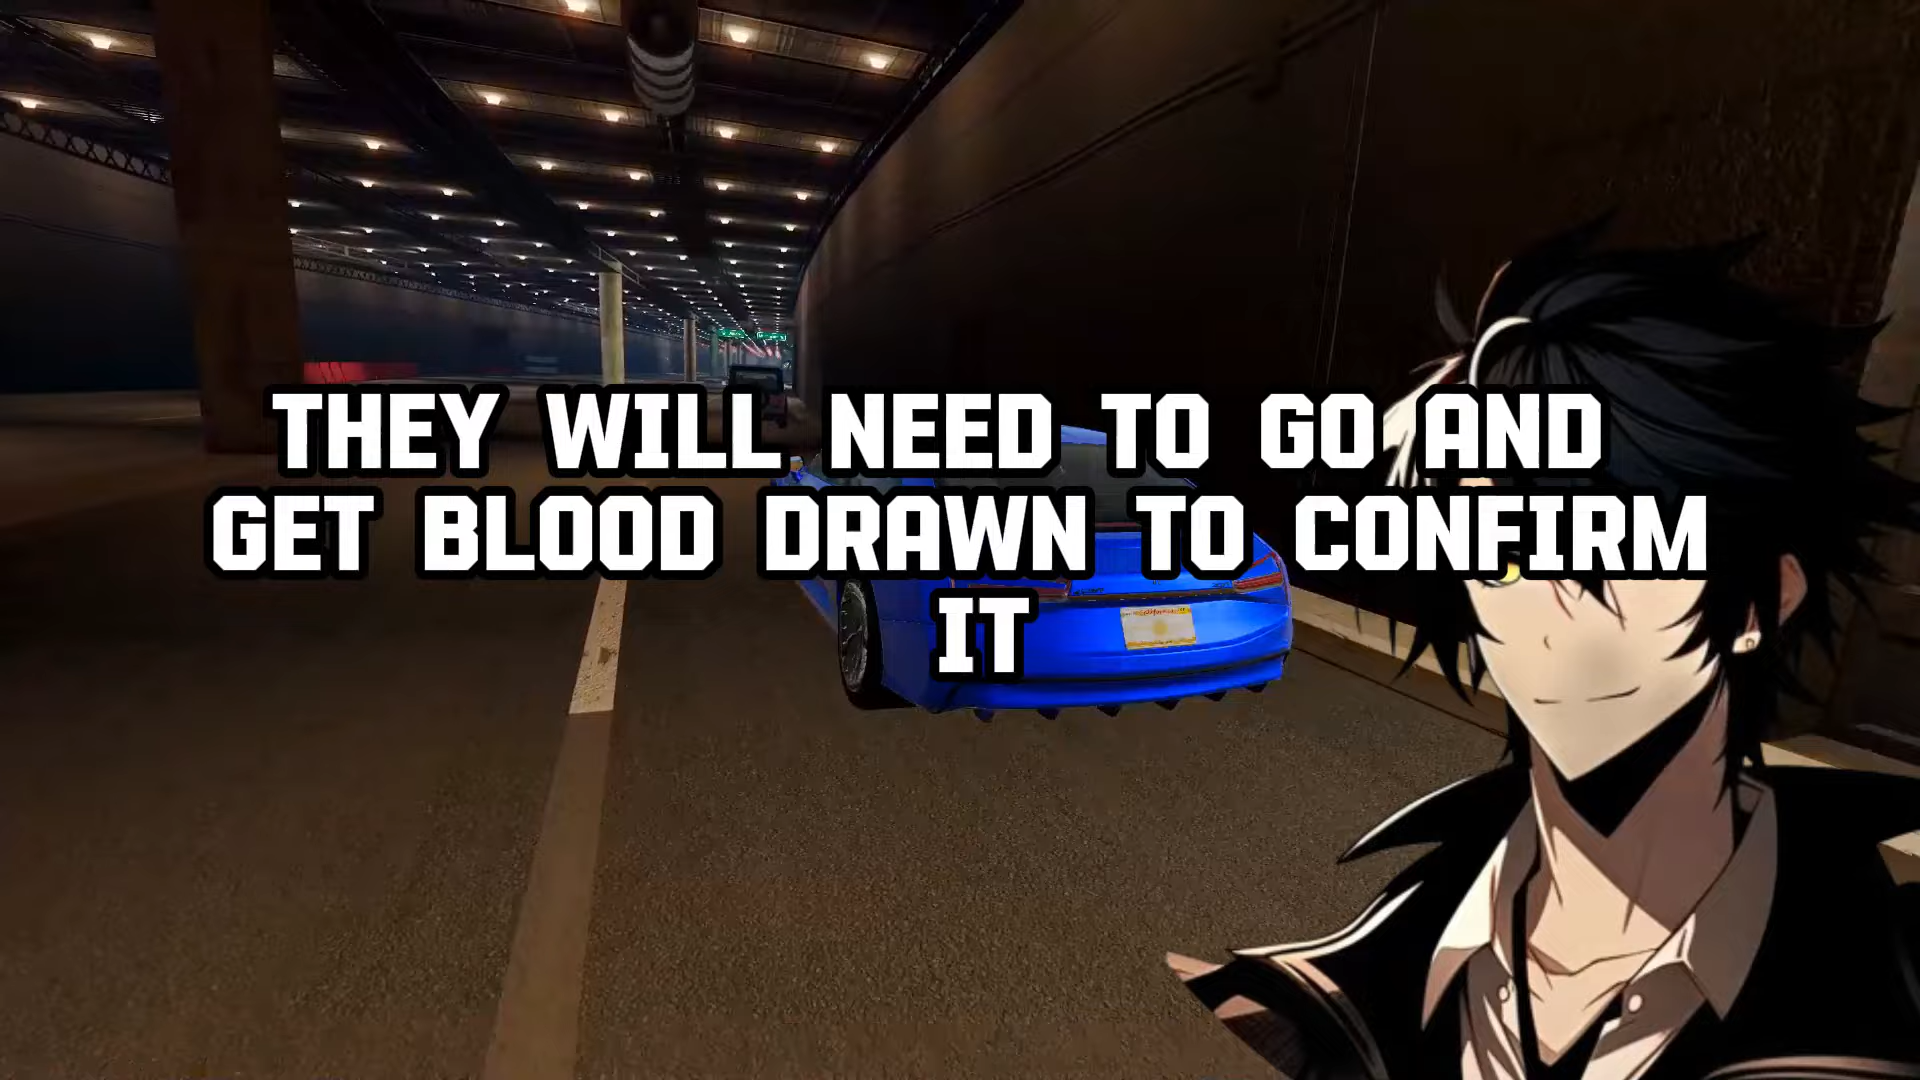 THEY WILL NEED TO GO AND
GET BLOOD DRAWN TO CONFIRM
IT